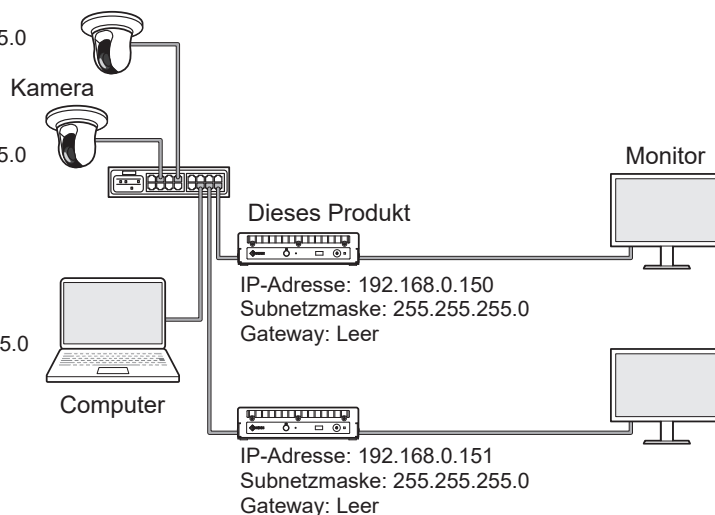 5.0
Kamera
5.0
Monitor
Dieses Produkt
IP-Adresse: 192.168.0.150
Subnetzmaske: 255.255.255.0
Gateway: Leer
5.0
Computer
IP-Adresse: 192.168.0.151
Subnetzmaske: 255.255.255.0
Gateway: Leer